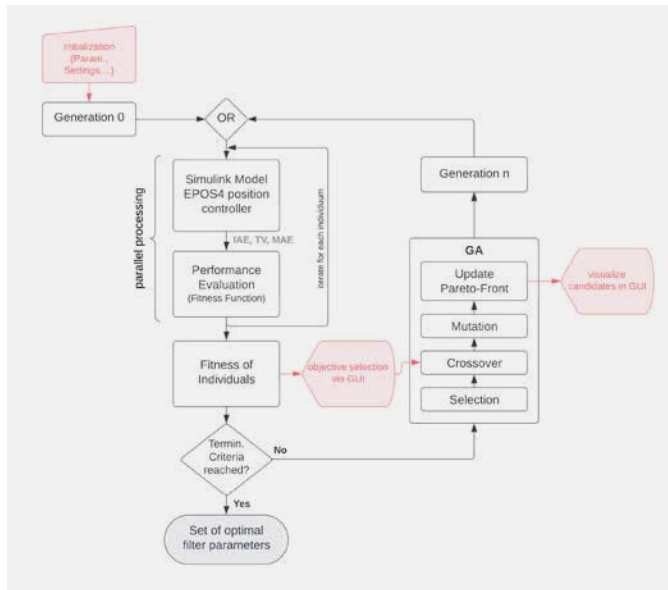 Initialization
(Param.,
Settings,...)
Generation 0
OR
Simulink Model
EPOS4 position
controller
IAE, TV, MAE
Performance
Evaluation
(Fitness Function)
parallel processing
iterate for each individuum
Fitness of
Individuals
objective selection
via GUI
Termin.
Criteria
reached?
No
Yes
Set of optimal
filter parameters
Generation n
GA
Update
Pareto-Front
Mutation
Crossover
Selection
visualize
candidates in GUI